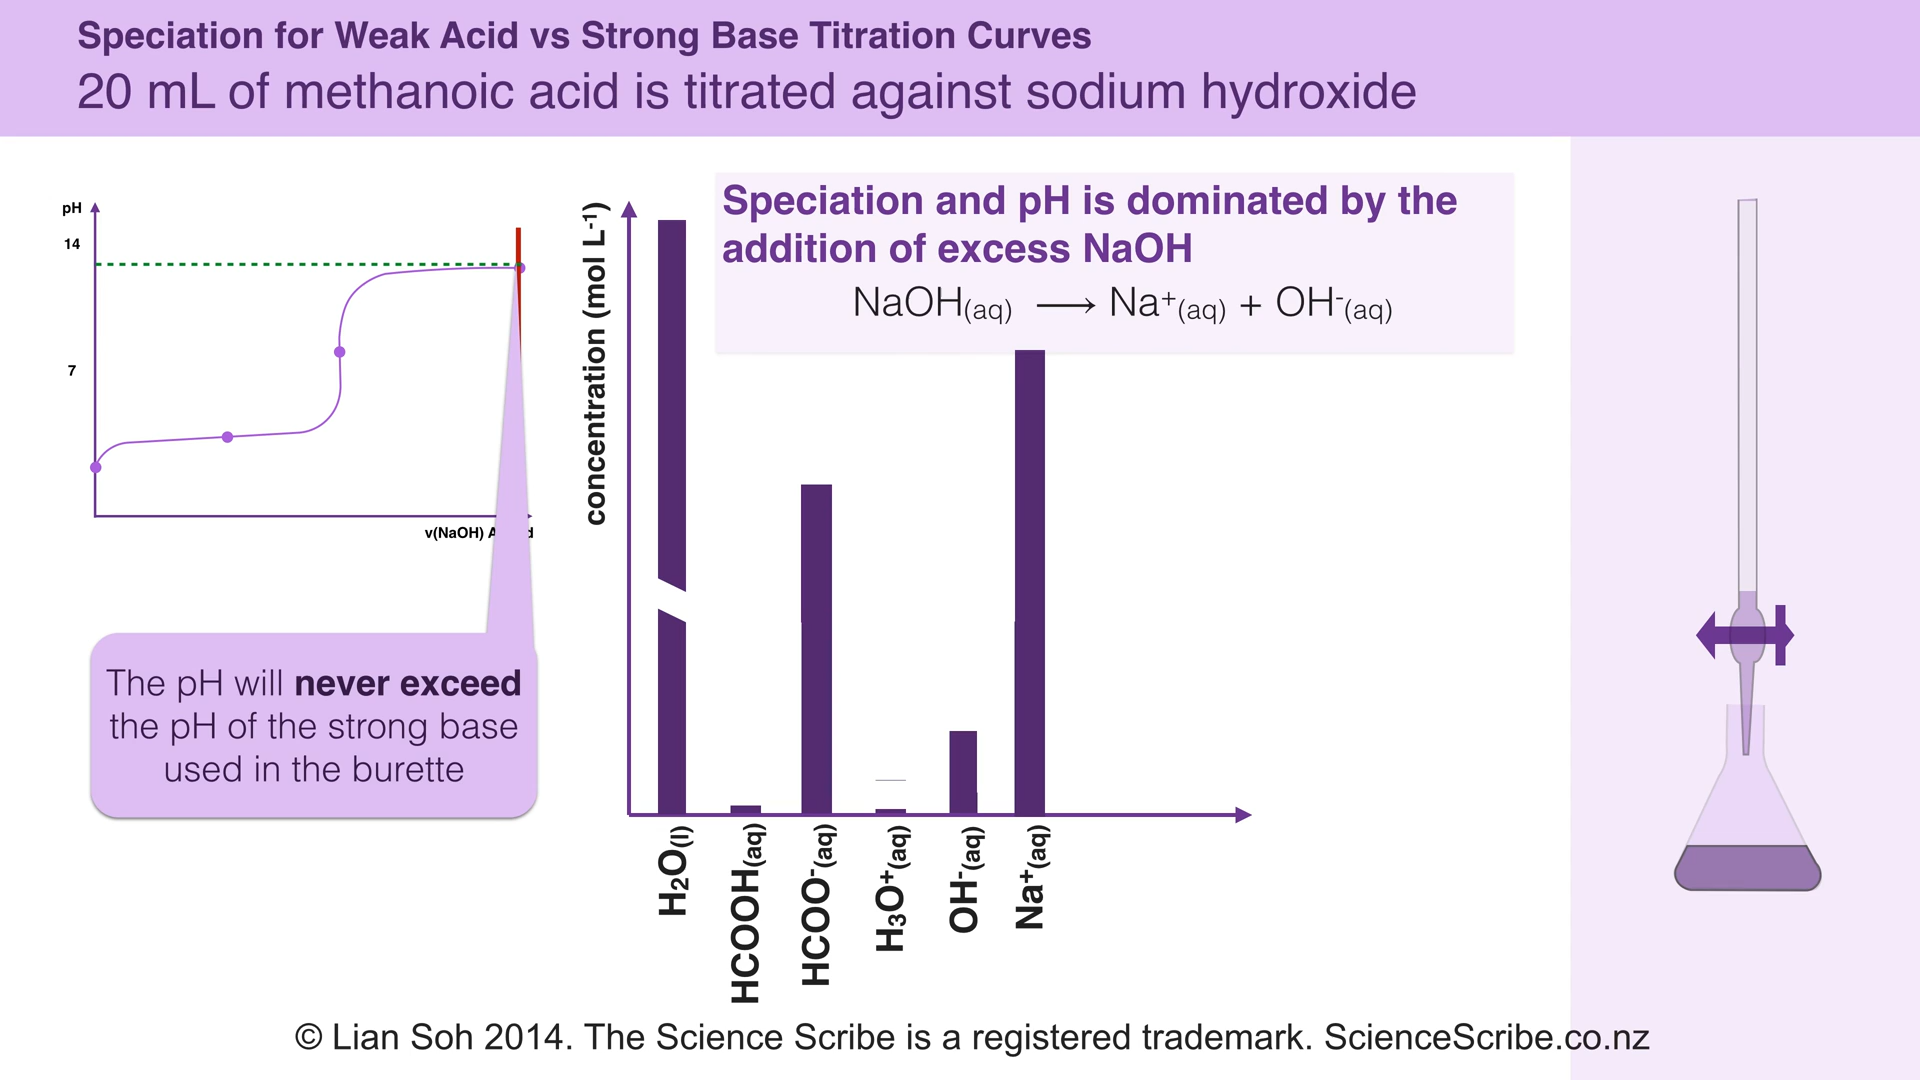 Speciation for Weak Acid vs Strong Base Titration Curves
20 mL of methanoic acid is titrated against sodium hydroxide
pH
14
7
v(NaOH)
The pH will never exceed
the pH of the strong base
used in the burette
concentration (mol L⁻¹)
Speciation and pH is dominated by the
addition of excess NaOH
NaOH(aq) ⟶ Na⁺(aq) + OH⁻(aq)
H₂O(l)
HCOOH(aq)
HCOO⁻(aq)
H₃O⁺(aq)
OH⁻(aq)
Na⁺(aq)
© Lian Soh 2014. The Science Scribe is a registered trademark. ScienceScribe.co.nz